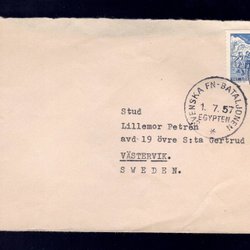 SVENSKA FN-BATALJONEN
1. 7. 57
EGYPTEN
*
Stud
Lillemor Petrén
avd 19 övre S:ta Gertrud
VÄSTERVIK.
SWEDEN.